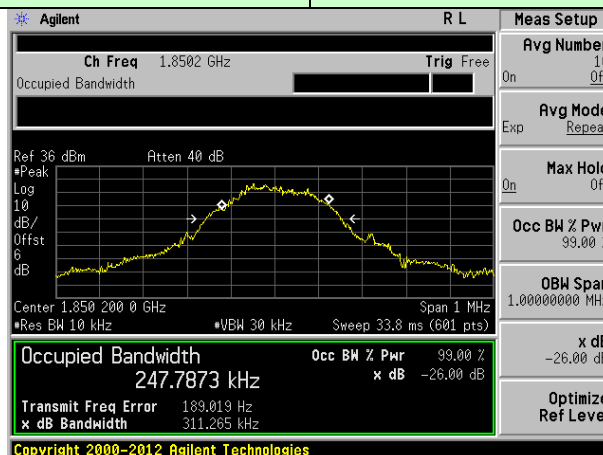 Agilent R L Meas Setup
Ch Freq 1.8502 GHz Trig Free
Occupied Bandwidth
Ref 36 dBm Atten 40 dB
#Peak
Log
10
dB/
Offst
6
dB
Center 1.850 200 0 GHz Span 1 MHz
#Res BW 10 kHz #VBW 30 kHz Sweep 33.8 ms (601 pts)
Occupied Bandwidth Occ BW % Pwr 99.00 %
247.7873 kHz x dB -26.00 dB
Transmit Freq Error 189.019 Hz
x dB Bandwidth 311.265 kHz
Copyright 2000-2012 Agilent Technologies
Avg Number
On
Avg Mode
Exp
Max Hold
On
Occ BW % Pwr
99.00
OBW Span
1.00000000
x dB
-26.00
Optimize
Ref